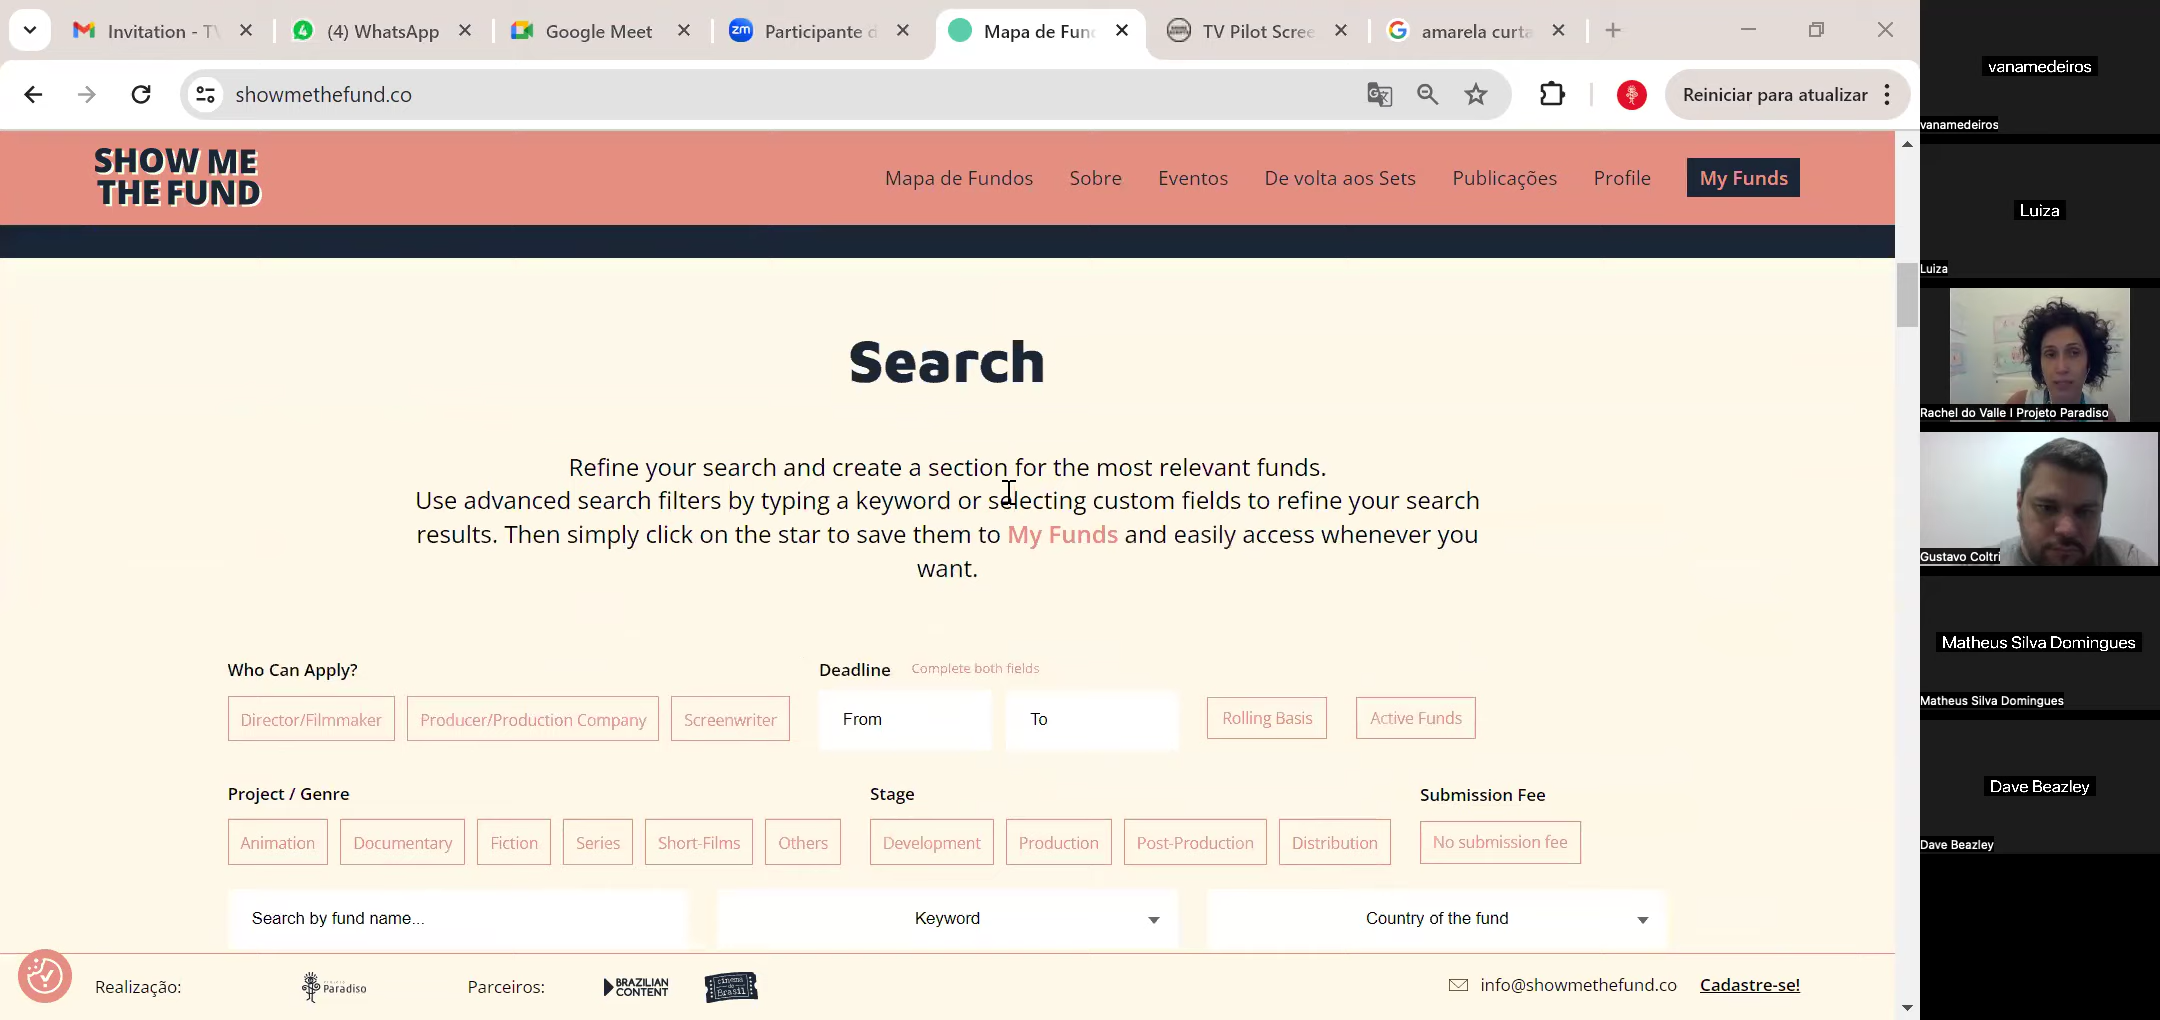 Invitation - TV
(4) WhatsApp
Google Meet
zm
Participante d
Mapa de Fun
TV Pilot Scree
amarela curta
showmethefund.co
Reiniciar para atualizar
SHOW ME
THE FUND
Mapa de Fundos
Sobre
Eventos
De volta aos Sets
Publicações
Profile
My Funds
Search
Refine your search and create a section for the most relevant funds.
Use advanced search filters by typing a keyword or selecting custom fields to refine your search
results. Then simply click on the star to save them to My Funds and easily access whenever you
want.
Who Can Apply?
Deadline
Complete both fields
Director/Filmmaker
Producer/Production Company
Screenwriter
From
To
Rolling Basis
Active Funds
Project / Genre
Stage
Submission Fee
Animation
Documentary
Fiction
Series
Short-Films
Others
Development
Production
Post-Production
Distribution
No submission fee
Search by fund name...
Keyword
Country of the fund
Realização:
Paradiso
Parceiros:
BRAZILIAN
CONTENT
cinema do
Brasil
info@showmethefund.co
Cadastre-se!
vanamedeiros
vanamedeiros
Luiza
Luiza
Rachel do Valle I Projeto Paradiso
Gustavo Coltri
Matheus Silva Domingues
Matheus Silva Domingues
Dave Beazley
Dave Beazley